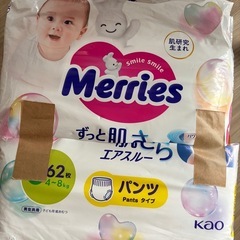 Smile Smile
肌研究
生まれ
Merries
ずっと肌さら
エアスルー
62枚
4~8kg
パンツ
Pants タイプ
Kao